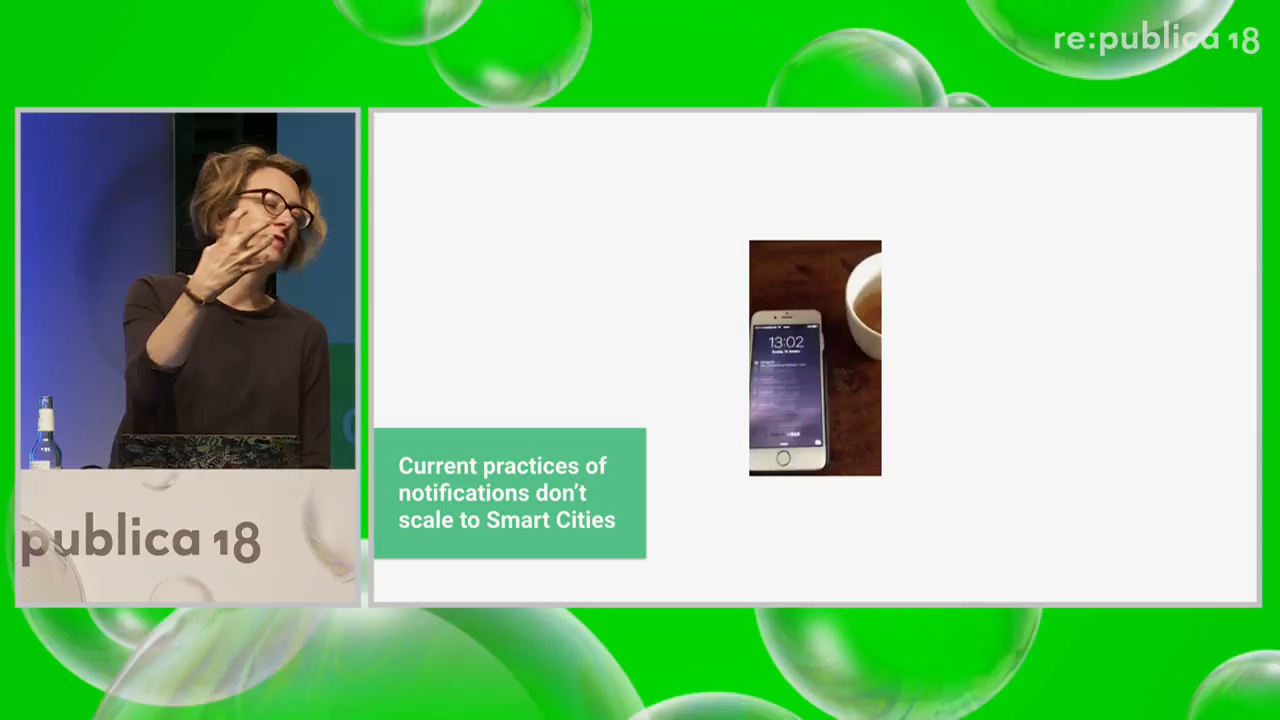 re:publica 18
publica 18
13:02
Current practices of
notifications don't
scale to Smart Cities